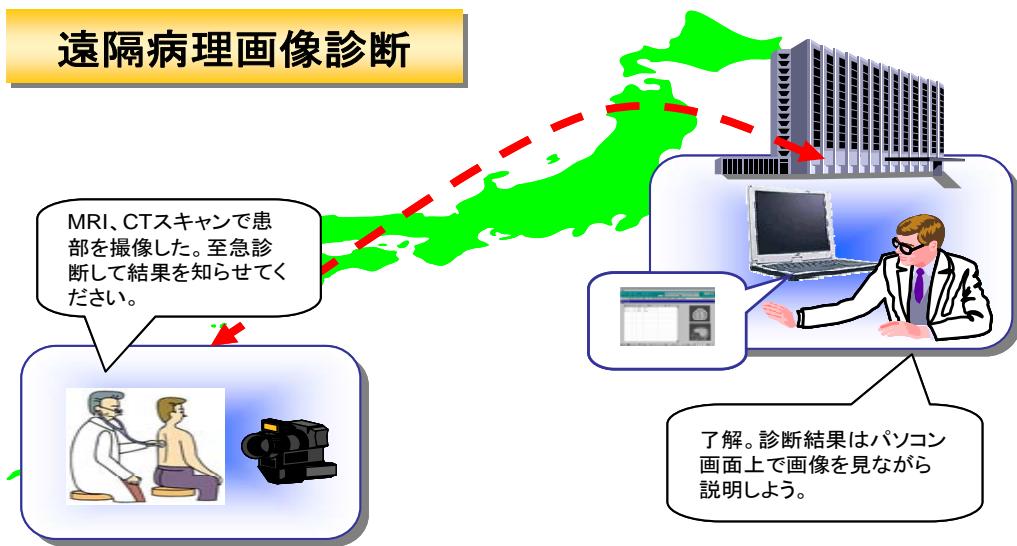 遠隔病理画像診断
MRI、CTスキャンで患
部を撮像した。至急診
断して結果を知らせてく
ださい。
了解。診断結果はパソコン
画面上で画像を見ながら
説明しよう。